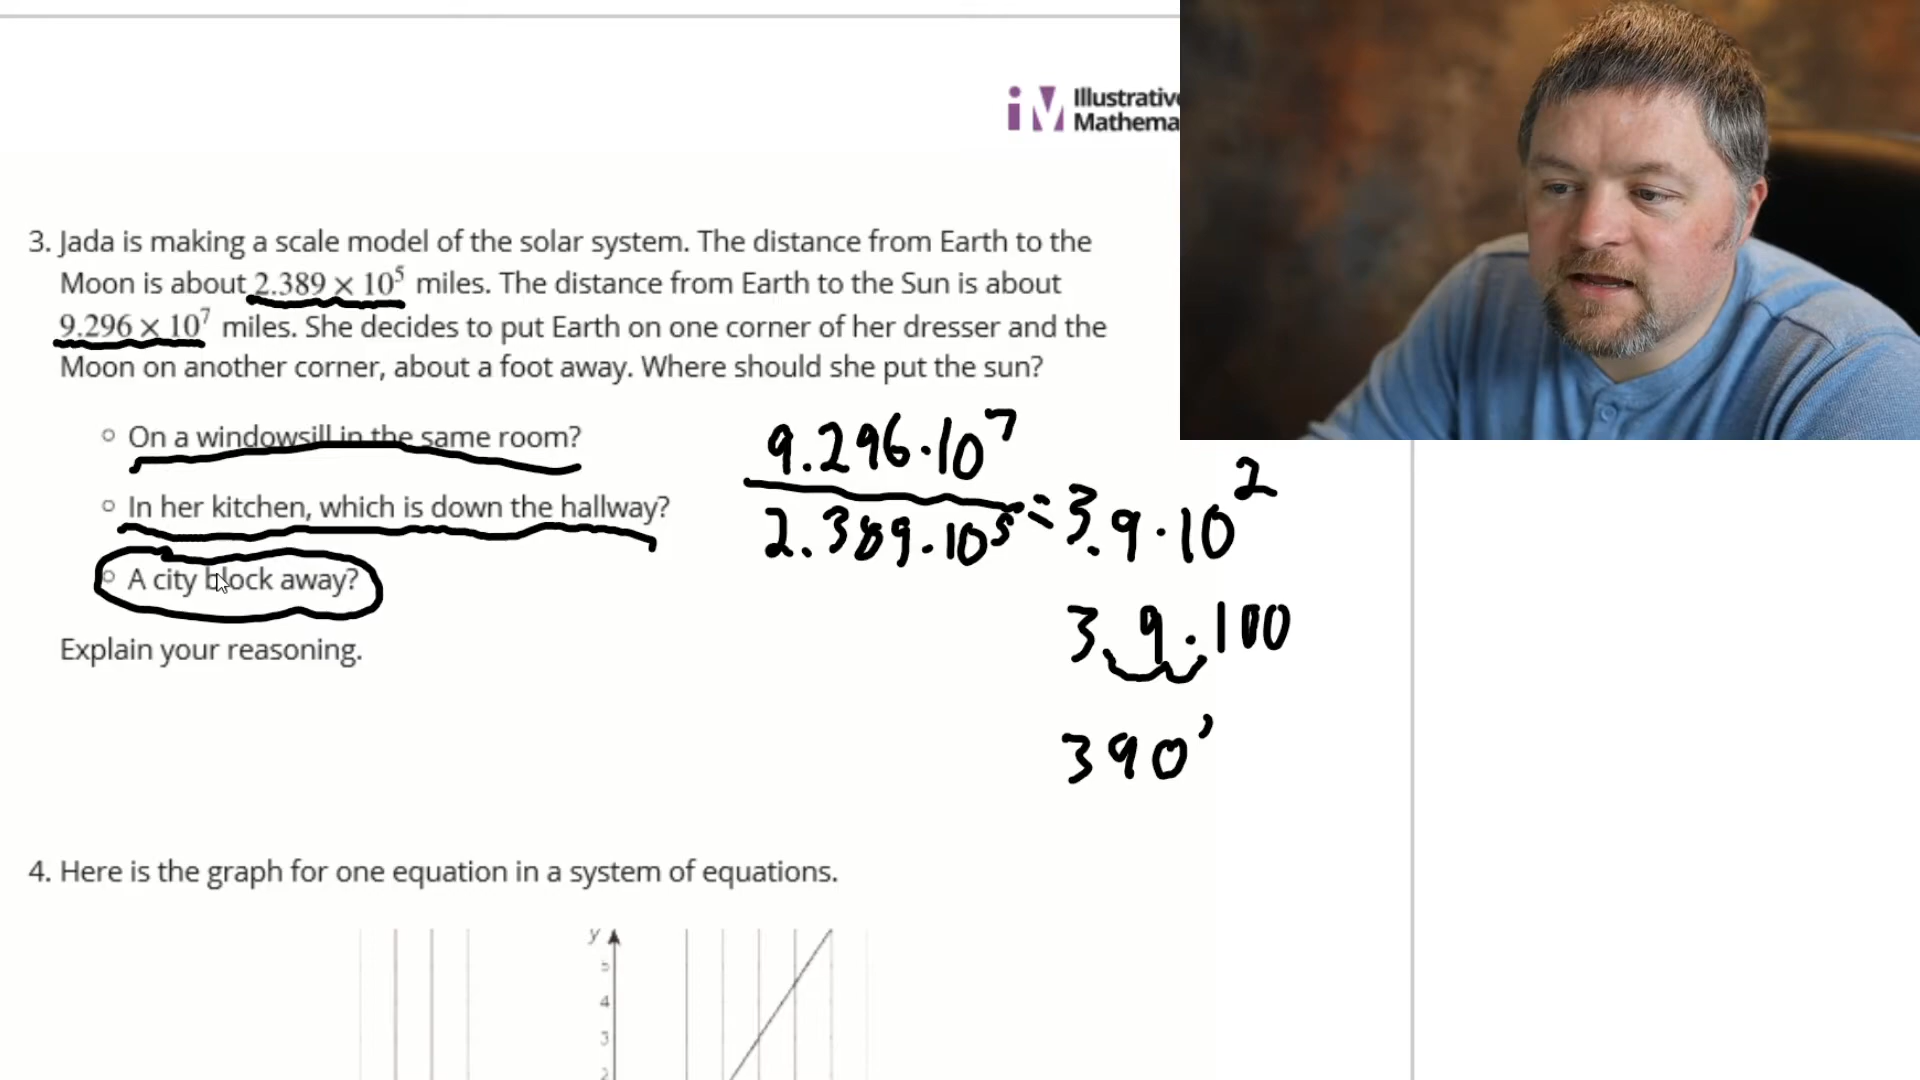 Illustrativ
Mathema
3. Jada is making a scale model of the solar system. The distance from Earth to the
Moon is about 2.389 × 10⁵ miles. The distance from Earth to the Sun is about
9.296 × 10⁷ miles. She decides to put Earth on one corner of her dresser and the
Moon on another corner, about a foot away. Where should she put the sun?
○ On a windowsill in the same room?
○ In her kitchen, which is down the hallway?
○ A city block away?
Explain your reasoning.
9.296·10⁷
2.389·10⁵ = 3.9·10²
3.9·100
390'
4. Here is the graph for one equation in a system of equations.
y
5
4
3
2